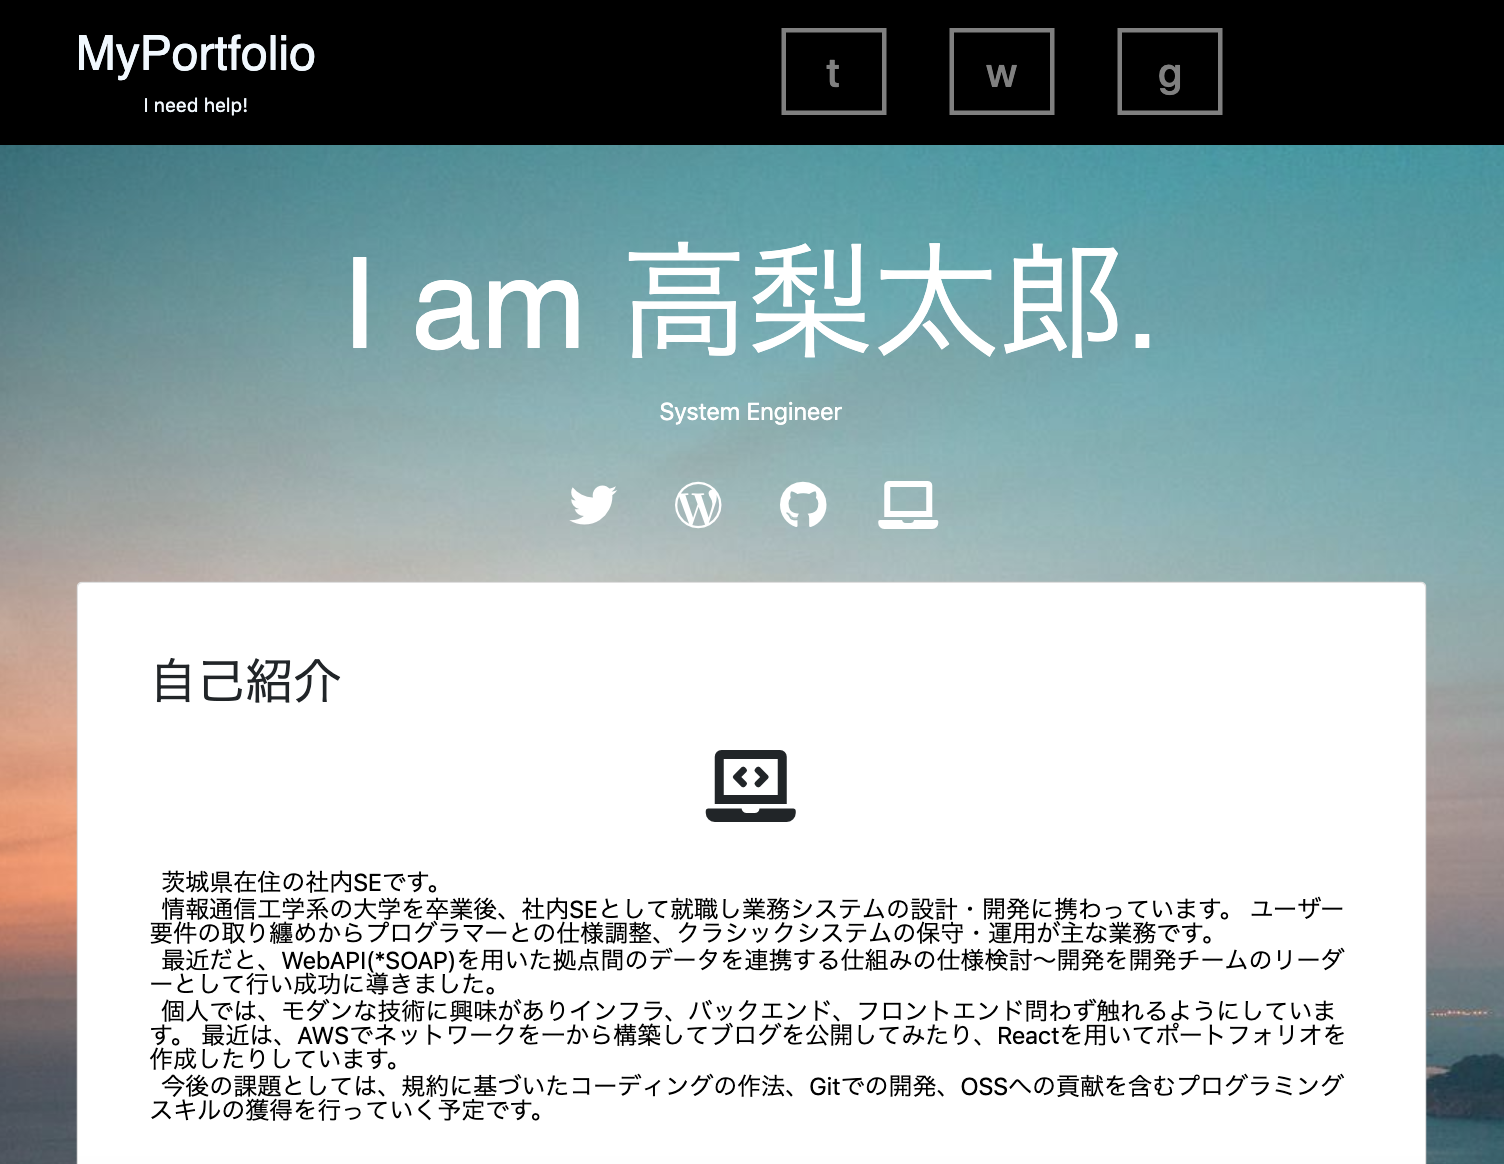 MyPortfolio
I need help!
t w g
I am 高梨太郎.
System Engineer
自己紹介
茨城県在住の社内SEです。
情報通信工学系の大学を卒業後、社内SEとして就職し業務システムの設計・開発に携わっています。 ユーザー
要件の取り纏めからプログラマーとの仕様調整、クラシックシステムの保守・運用が主な業務です。
最近だと、WebAPI(*SOAP)を用いた拠点間のデータを連携する仕組みの仕様検討〜開発を開発チームのリーダ
ーとして行い成功に導きました。
個人では、モダンな技術に興味がありインフラ、バックエンド、フロントエンド問わず触れるようにしていま
す。 最近は、AWSでネットワークを一から構築してブログを公開してみたり、Reactを用いてポートフォリオを
作成したりしています。
今後の課題としては、規約に基づいたコーディングの作法、Gitでの開発、OSSへの貢献を含むプログラミング
スキルの獲得を行っていく予定です。